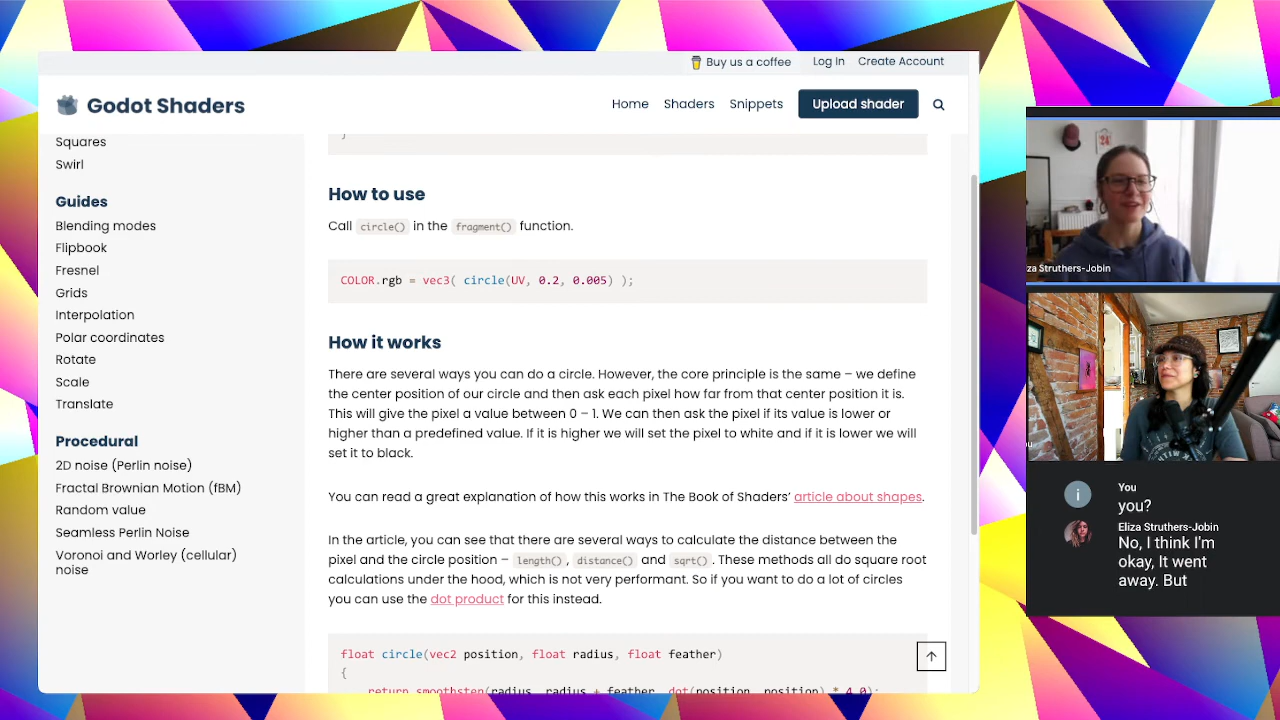 Buy us a coffee
Log In
Create Account
Godot Shaders
Home
Shaders
Snippets
Upload shader
Squares
Swirl
Guides
Blending modes
Flipbook
Fresnel
Grids
Interpolation
Polar coordinates
Rotate
Scale
Translate
Procedural
2D noise (Perlin noise)
Fractal Brownian Motion (fBM)
Random value
Seamless Perlin Noise
Voronoi and Worley (cellular)
noise
}
How to use
Call circle() in the fragment() function.
COLOR.rgb = vec3( circle(UV, 0.2, 0.005) );
How it works
There are several ways you can do a circle. However, the core principle is the same – we define
the center position of our circle and then ask each pixel how far from that center position it is.
This will give the pixel a value between 0 – 1. We can then ask the pixel if its value is lower or
higher than a predefined value. If it is higher we will set the pixel to white and if it is lower we will
set it to black.
You can read a great explanation of how this works in The Book of Shaders’ article about shapes.
In the article, you can see that there are several ways to calculate the distance between the
pixel and the circle position – length(), distance() and sqrt(). These methods all do square root
calculations under the hood, which is not very performant. So if you want to do a lot of circles
you can use the dot product for this instead.
float circle(vec2 position, float radius, float feather)
{
return smoothstep(radius, radius + feather, dot(position, position) * 4.0);
iza Struthers-Jobin
ou
i
You
you?
Eliza Struthers-Jobin
No, I think I'm
okay, It went
away. But